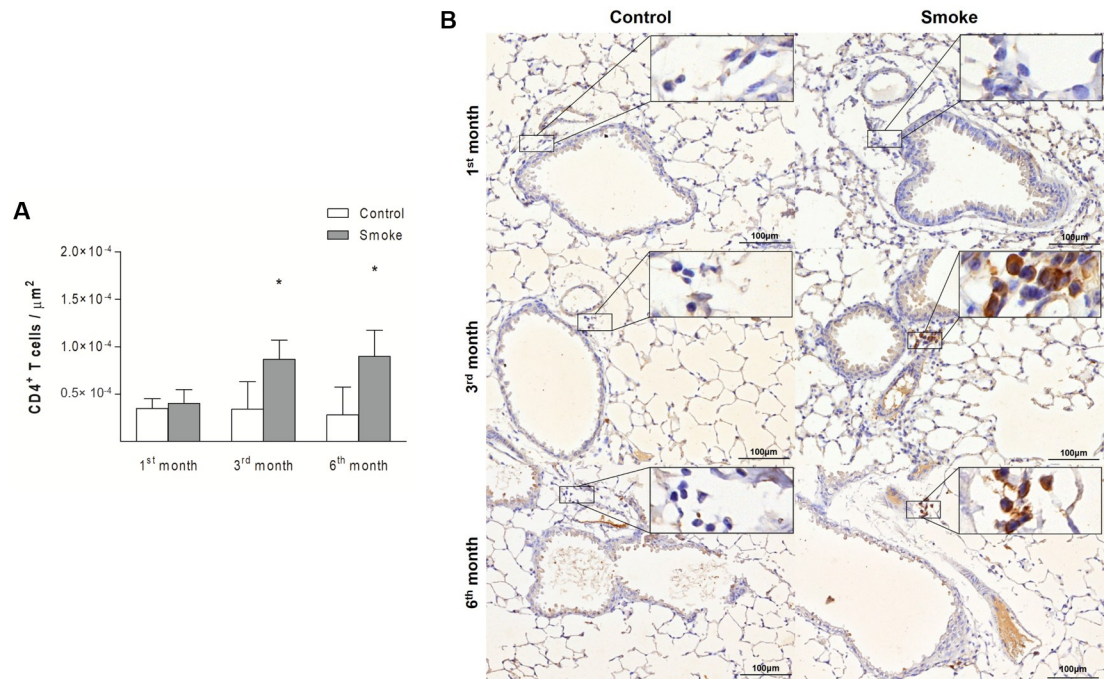 A
Control
Smoke
CD4⁺ T cells / μm²
2.0× 10⁻⁴
1.5× 10⁻⁴
1.0× 10⁻⁴
0.5× 10⁻⁴
1ˢᵗ month
3ʳᵈ month
6ᵗʰ month
*
*
B
Control
Smoke
1ˢᵗ month
100μm
100μm
3ʳᵈ month
100μm
100μm
6ᵗʰ month
100μm
100μm